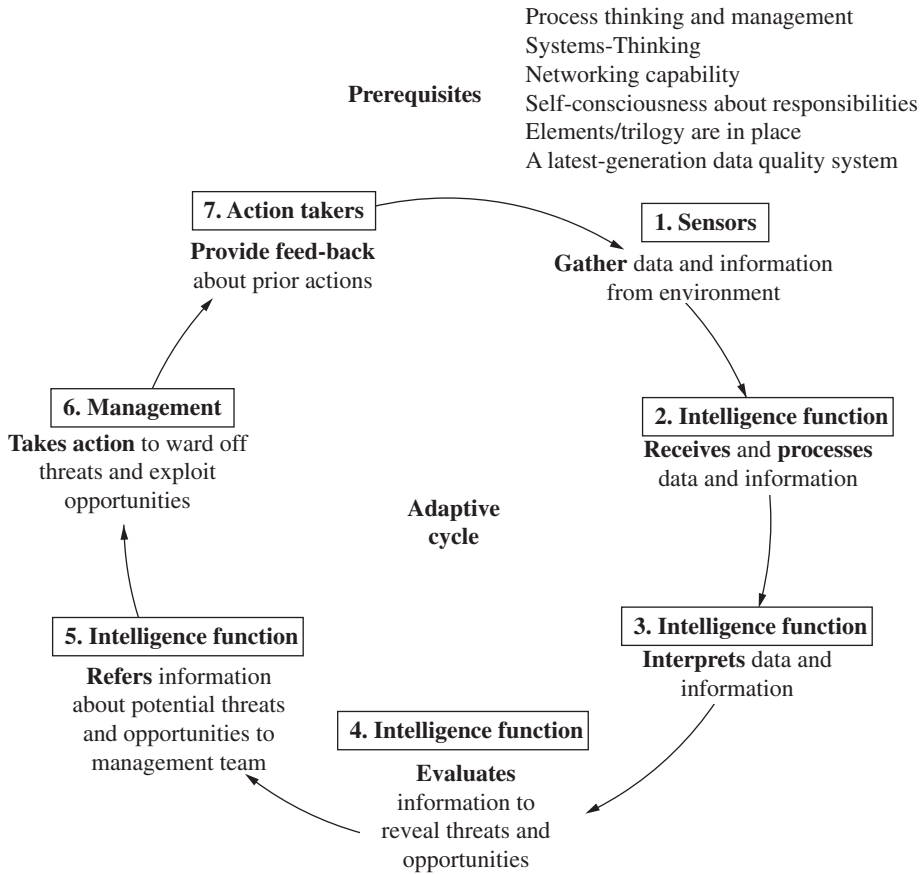 Prerequisites
Process thinking and management
Systems-Thinking
Networking capability
Self-consciousness about responsibilities
Elements/trilogy are in place
A latest-generation data quality system
1. Sensors
Gather data and information
from environment
2. Intelligence function
Receives and processes
data and information
3. Intelligence function
Interprets data and
information
4. Intelligence function
Evaluates
information to
reveal threats and
opportunities
5. Intelligence function
Refers information
about potential threats
and opportunities to
management team
6. Management
Takes action to ward off
threats and exploit
opportunities
7. Action takers
Provide feed-back
about prior actions
Adaptive
cycle